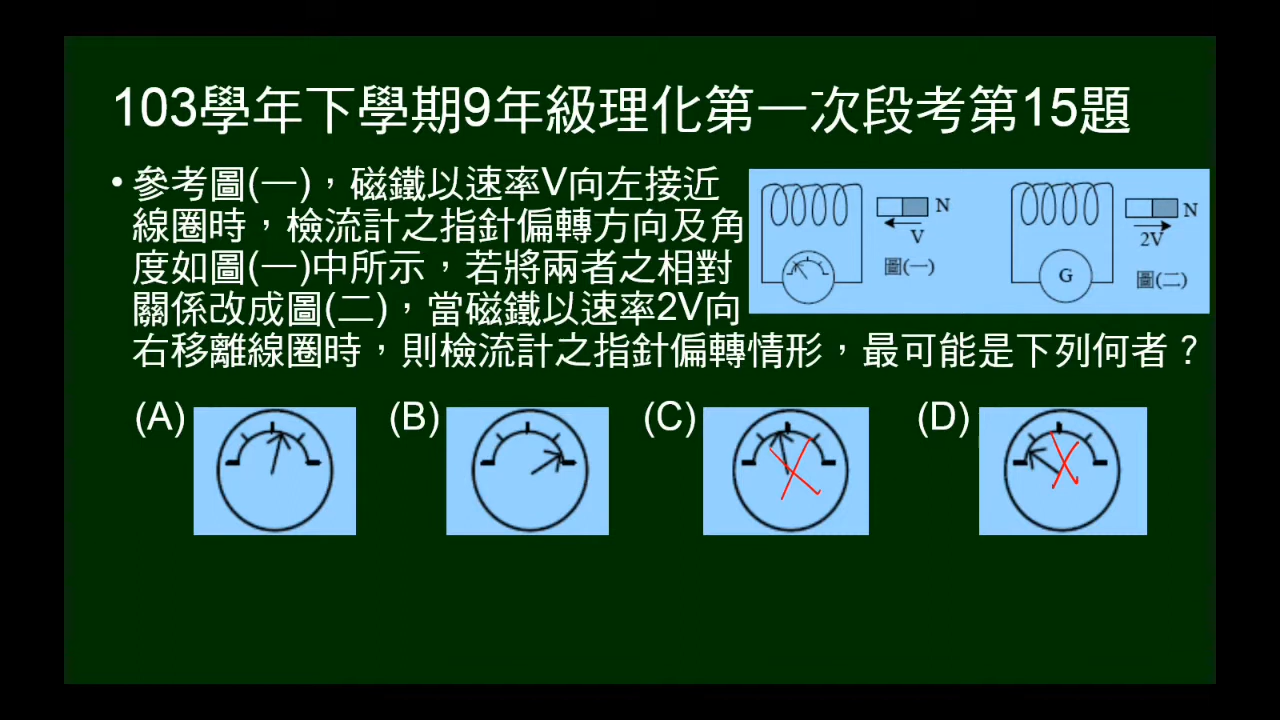 103學年下學期9年級理化第一次段考第15題
• 參考圖(一)，磁鐵以速率V向左接近
線圈時，檢流計之指針偏轉方向及角
度如圖(一)中所示，若將兩者之相對
關係改成圖(二)，當磁鐵以速率2V向
右移離線圈時，則檢流計之指針偏轉情形，最可能是下列何者？
N
V
圖(一)
N
2V
G
圖(二)
(A) (B) (C) (D)